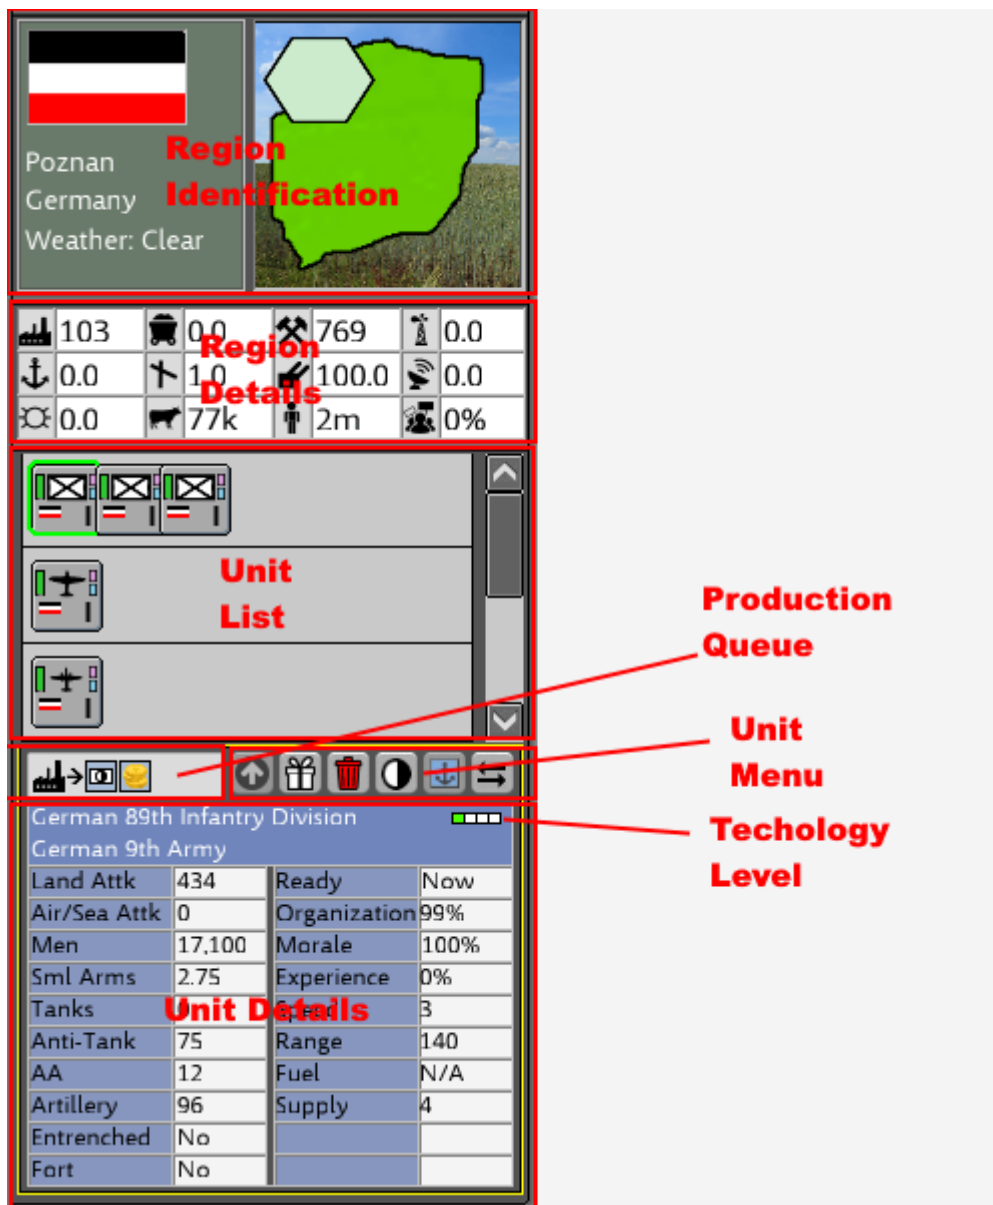 Poznan
Germany
Weather: Clear
Region
Identification
103 0.0 769 0.0
0.0 1.0 100.0 0.0
0.0 77k 2m 0%
Region
Details
Unit
List
Production
Queue
Unit
Menu
Techology
Level
German 89th Infantry Division
German 9th Army
Land Attk 434 Ready Now
Air/Sea Attk 0 Organization 99%
Men 17,100 Morale 100%
Sml Arms 2.75 Experience 0%
Tanks Speed 3
Anti-Tank 75 Range 140
AA 12 Fuel N/A
Artillery 96 Supply 4
Entrenched No
Fort No
Unit Details